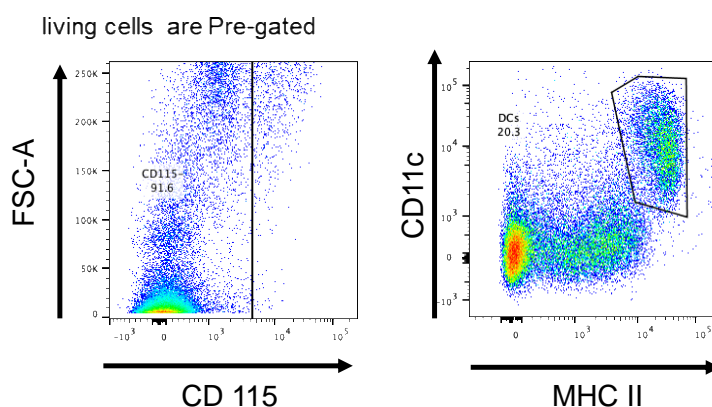 living cells are Pre-gated
FSC-A
250K
200K
150K
100K
50K
0
CD115-
91.6
-10³ 0 10³ 10⁴ 10⁵
CD 115
CD11c
10⁵
10⁴
10³
0
-10³
DCs
20.3
0 10³ 10⁴ 10⁵
MHC II